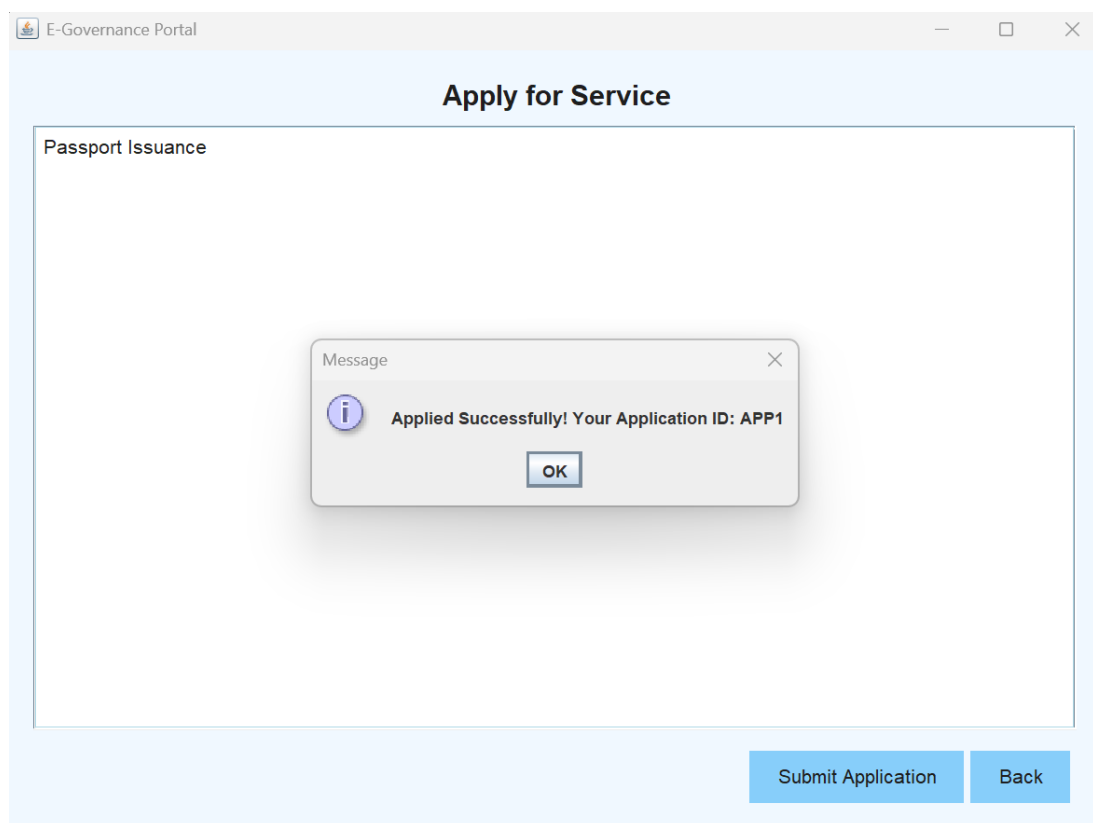 E-Governance Portal
Apply for Service
Passport Issuance
Message
Applied Successfully! Your Application ID: APP1
OK
Submit Application
Back